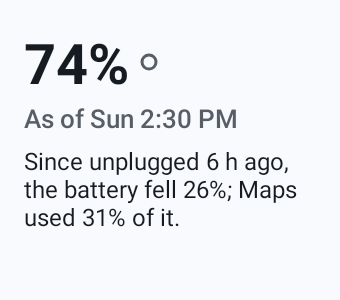 74%
As of Sun 2:30 PM
Since unplugged 6 h ago,
the battery fell 26%; Maps
used 31% of it.